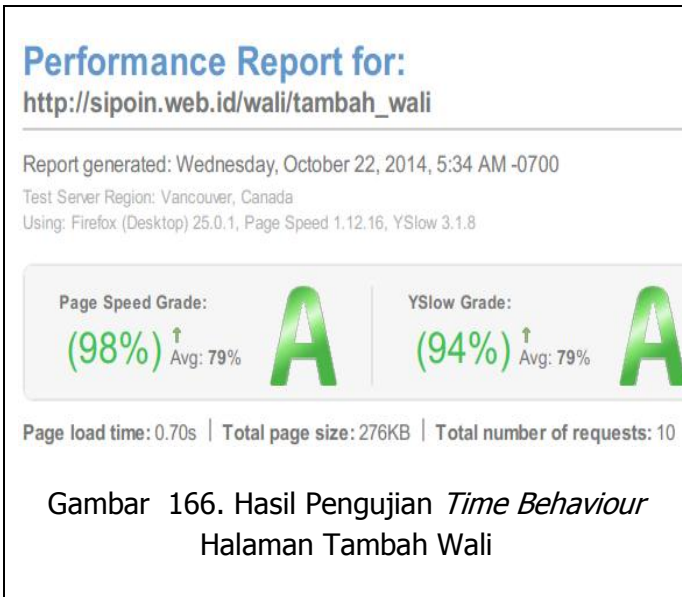 Performance Report for:
http://sipoin.web.id/wali/tambah_wali
Report generated: Wednesday, October 22, 2014, 5:34 AM -0700
Test Server Region: Vancouver, Canada
Using: Firefox (Desktop) 25.0.1, Page Speed 1.12.16, YSlow 3.1.8
Page Speed Grade:
(98%) ↑ Avg: 79% A
YSlow Grade:
(94%) ↑ Avg: 79% A
Page load time: 0.70s | Total page size: 276KB | Total number of requests: 10
Gambar 166. Hasil Pengujian Time Behaviour
Halaman Tambah Wali